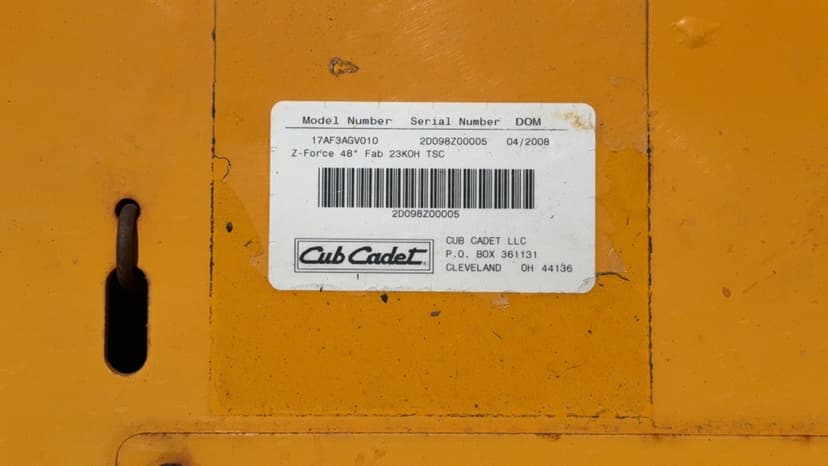 Model Number Serial Number DOM
17AF3AGV010 2D098Z00005 04/2008
Z-Force 48" Fab 23KOH TSC
2D098Z00005
Cub Cadet
CUB CADET LLC
P.O. BOX 361131
CLEVELAND OH 44136